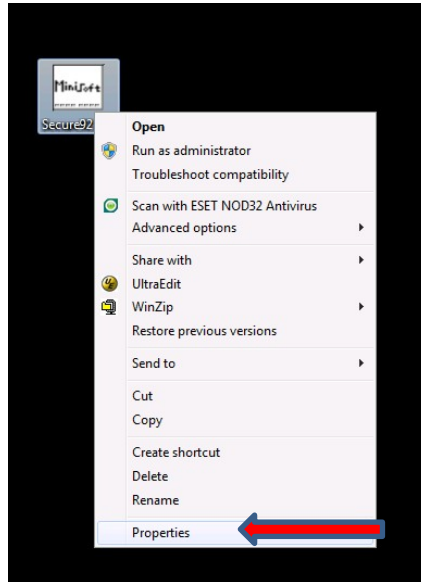 MiniSoft
Secure92
Open
Run as administrator
Troubleshoot compatibility
Scan with ESET NOD32 Antivirus
Advanced options
Share with
UltraEdit
WinZip
Restore previous versions
Send to
Cut
Copy
Create shortcut
Delete
Rename
Properties